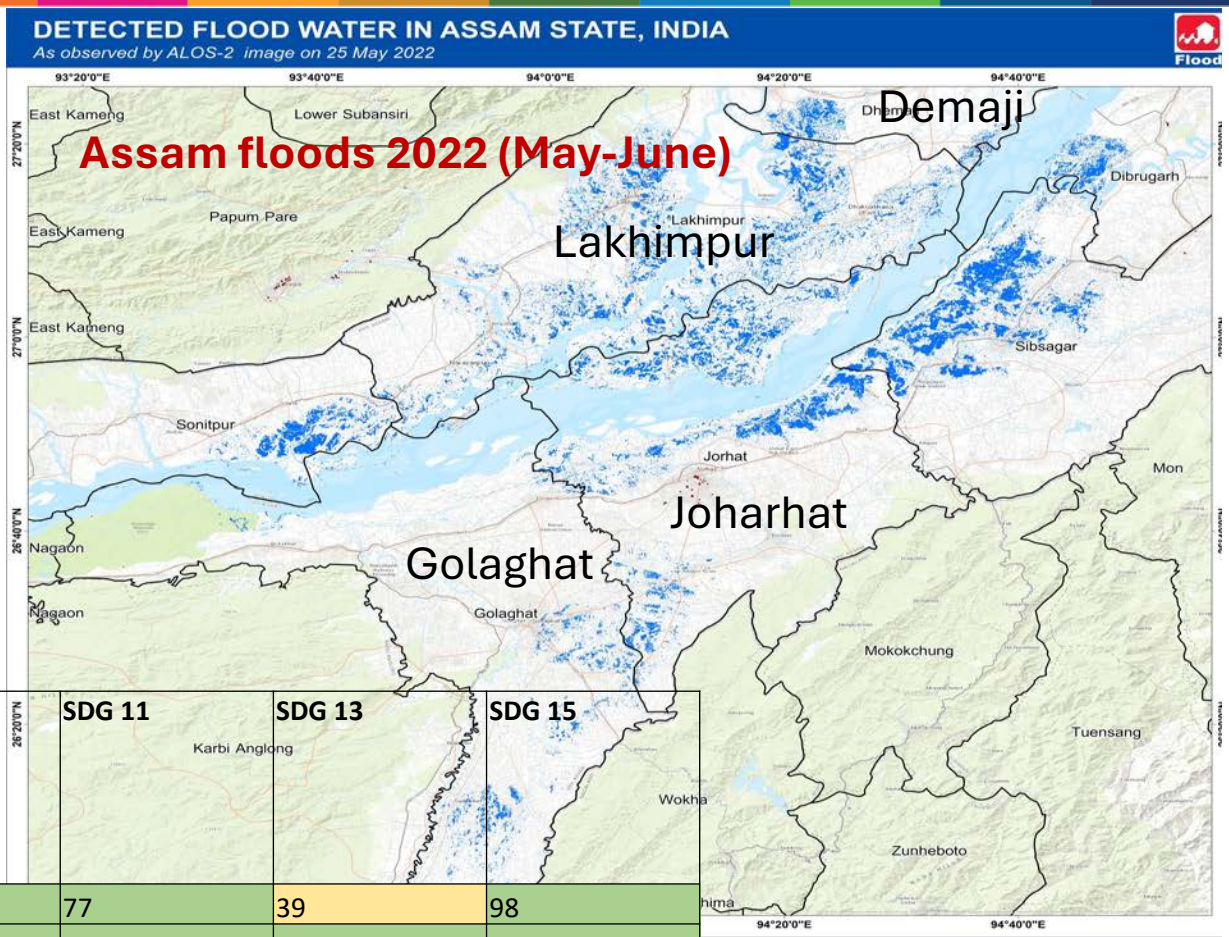 DETECTED FLOOD WATER IN ASSAM STATE, INDIA
As observed by ALOS-2 image on 25 May 2022
Flood
93°20'0"E 93°40'0"E 94°0'0"E 94°20'0"E 94°40'0"E
East Kameng
Lower Subansiri
Demaji
27°20'0"N
Assam floods 2022 (May-June)
Dibrugarh
Papum Pare
Lakhimpur
East Kameng
Lakhimpur
27°0'0"N
East Kameng
Sibsagar
Sonitpur
Jorhat
Mon
Joharhat
26°40'0"N
Nagaon
Golaghat
Nagaon
Golaghat
Mokokchung
SDG 11 SDG 13 SDG 15
26°20'0"N
Karbi Anglong
Tuensang
Wokha
Zunheboto
77 39 98
hima
94°20'0"E 94°40'0"E